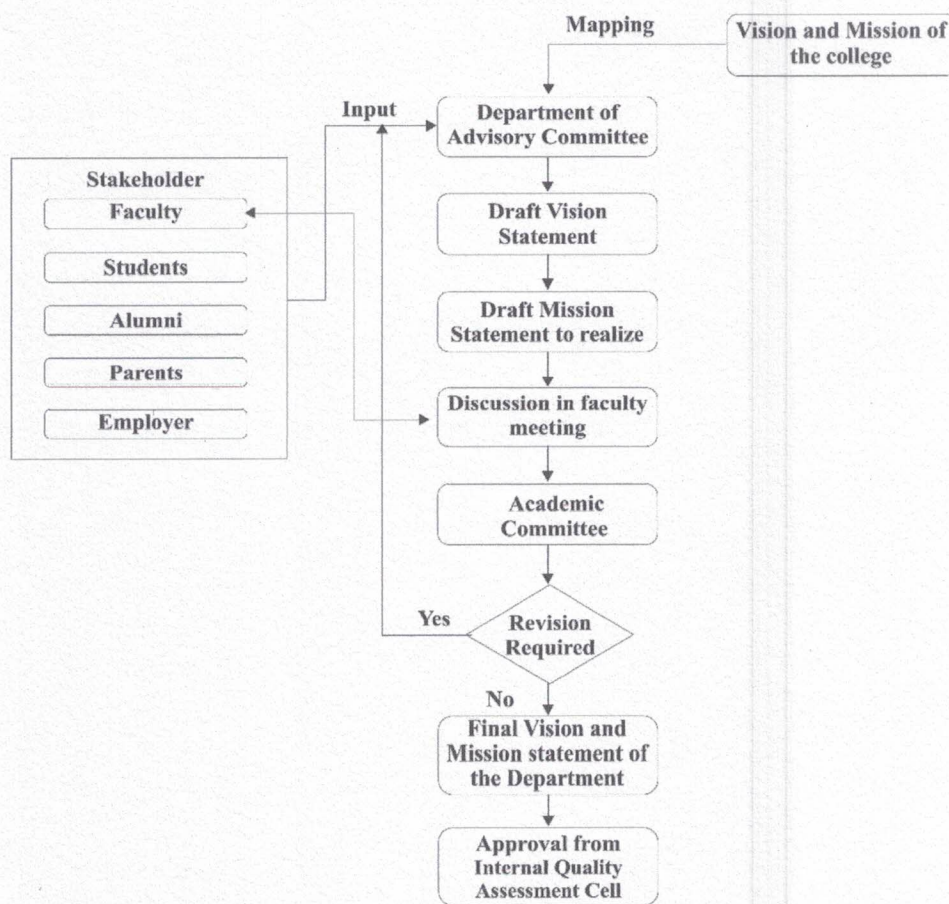 Mapping
Vision and Mission of
the college
Input
Department of
Advisory Committee
Stakeholder
Faculty
Students
Alumni
Parents
Employer
Draft Vision
Statement
Draft Mission
Statement to realize
Discussion in faculty
meeting
Academic
Committee
Yes
Revision
Required
No
Final Vision and
Mission statement of
the Department
Approval from
Internal Quality
Assessment Cell